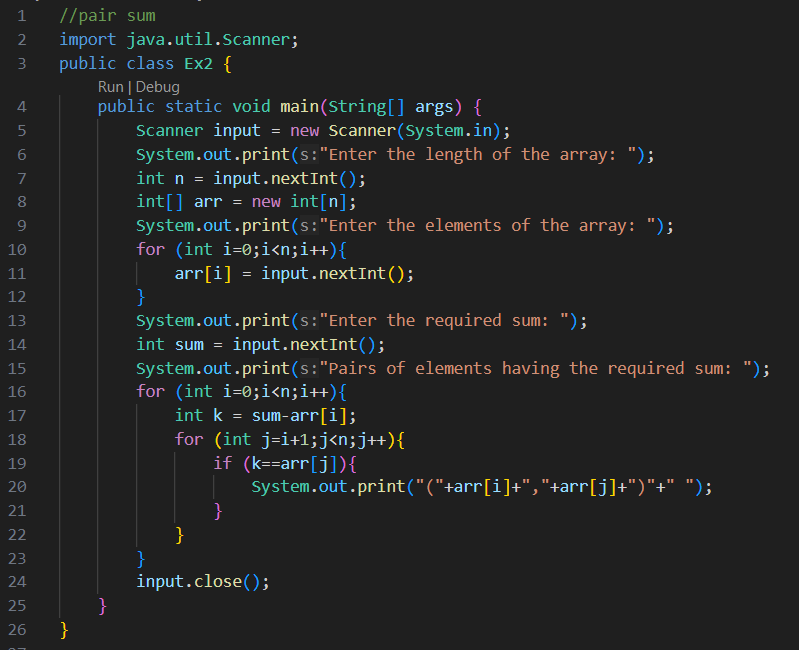 1 //pair sum
2 import java.util.Scanner;
3 public class Ex2 {
Run | Debug
4 public static void main(String[] args) {
5 Scanner input = new Scanner(System.in);
6 System.out.print(s:"Enter the length of the array: ");
7 int n = input.nextInt();
8 int[] arr = new int[n];
9 System.out.print(s:"Enter the elements of the array: ");
10 for (int i=0;i<n;i++){
11 arr[i] = input.nextInt();
12 }
13 System.out.print(s:"Enter the required sum: ");
14 int sum = input.nextInt();
15 System.out.print(s:"Pairs of elements having the required sum: ");
16 for (int i=0;i<n;i++){
17 int k = sum-arr[i];
18 for (int j=i+1;j<n;j++){
19 if (k==arr[j]){
20 System.out.print("("+arr[i]+","+arr[j]+")"+" ");
21 }
22 }
23 }
24 input.close();
25 }
26 }